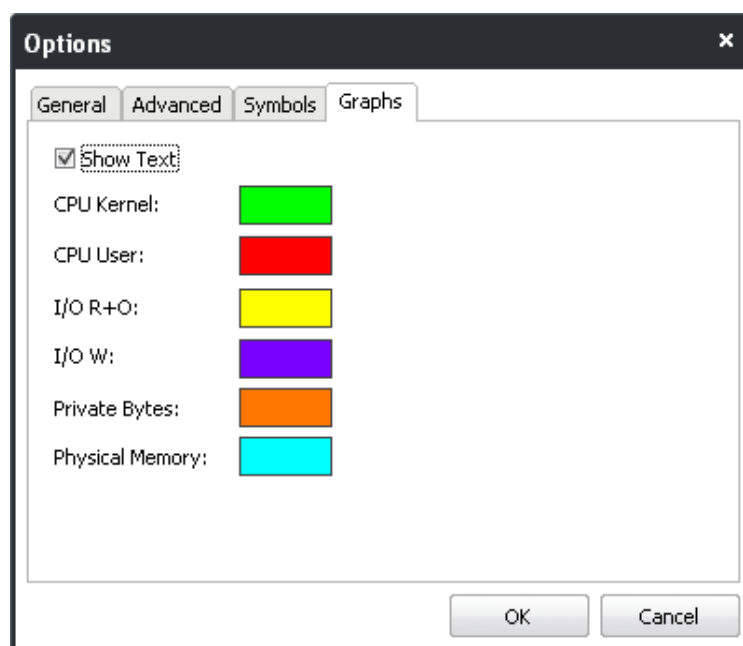 Options
General Advanced Symbols Graphs
Show Text
CPU Kernel:
CPU User:
I/O R+O:
I/O W:
Private Bytes:
Physical Memory:
OK Cancel